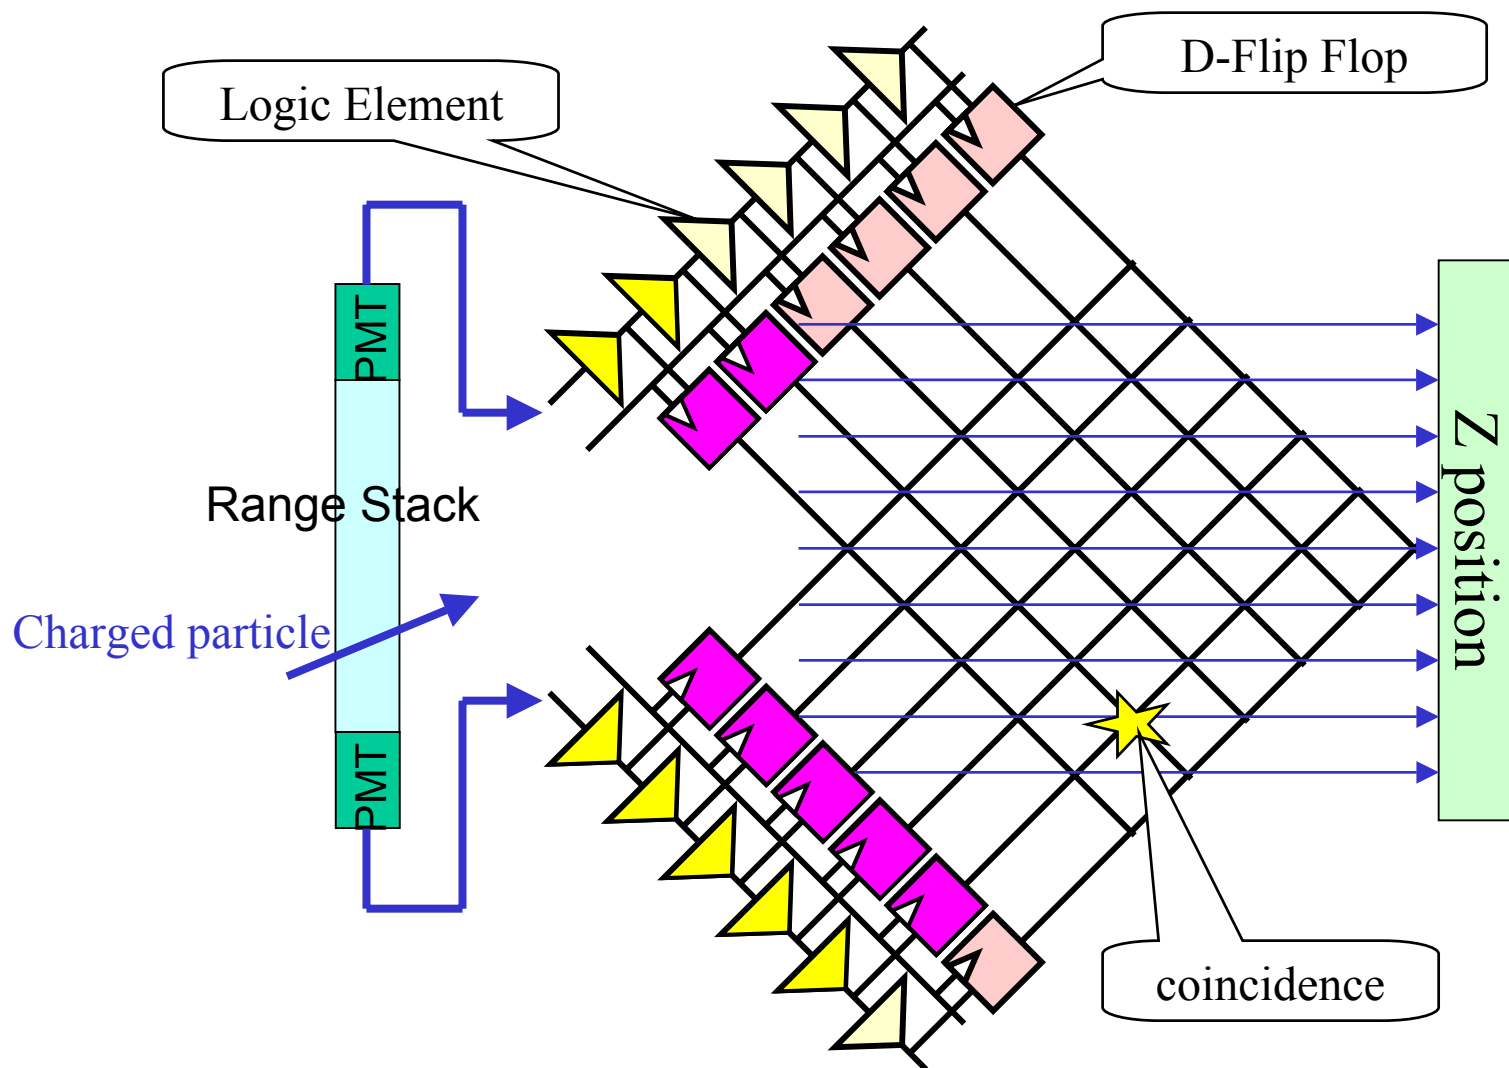 D-Flip Flop
Logic Element
PMT
Range Stack
Z position
Charged particle
PMT
coincidence